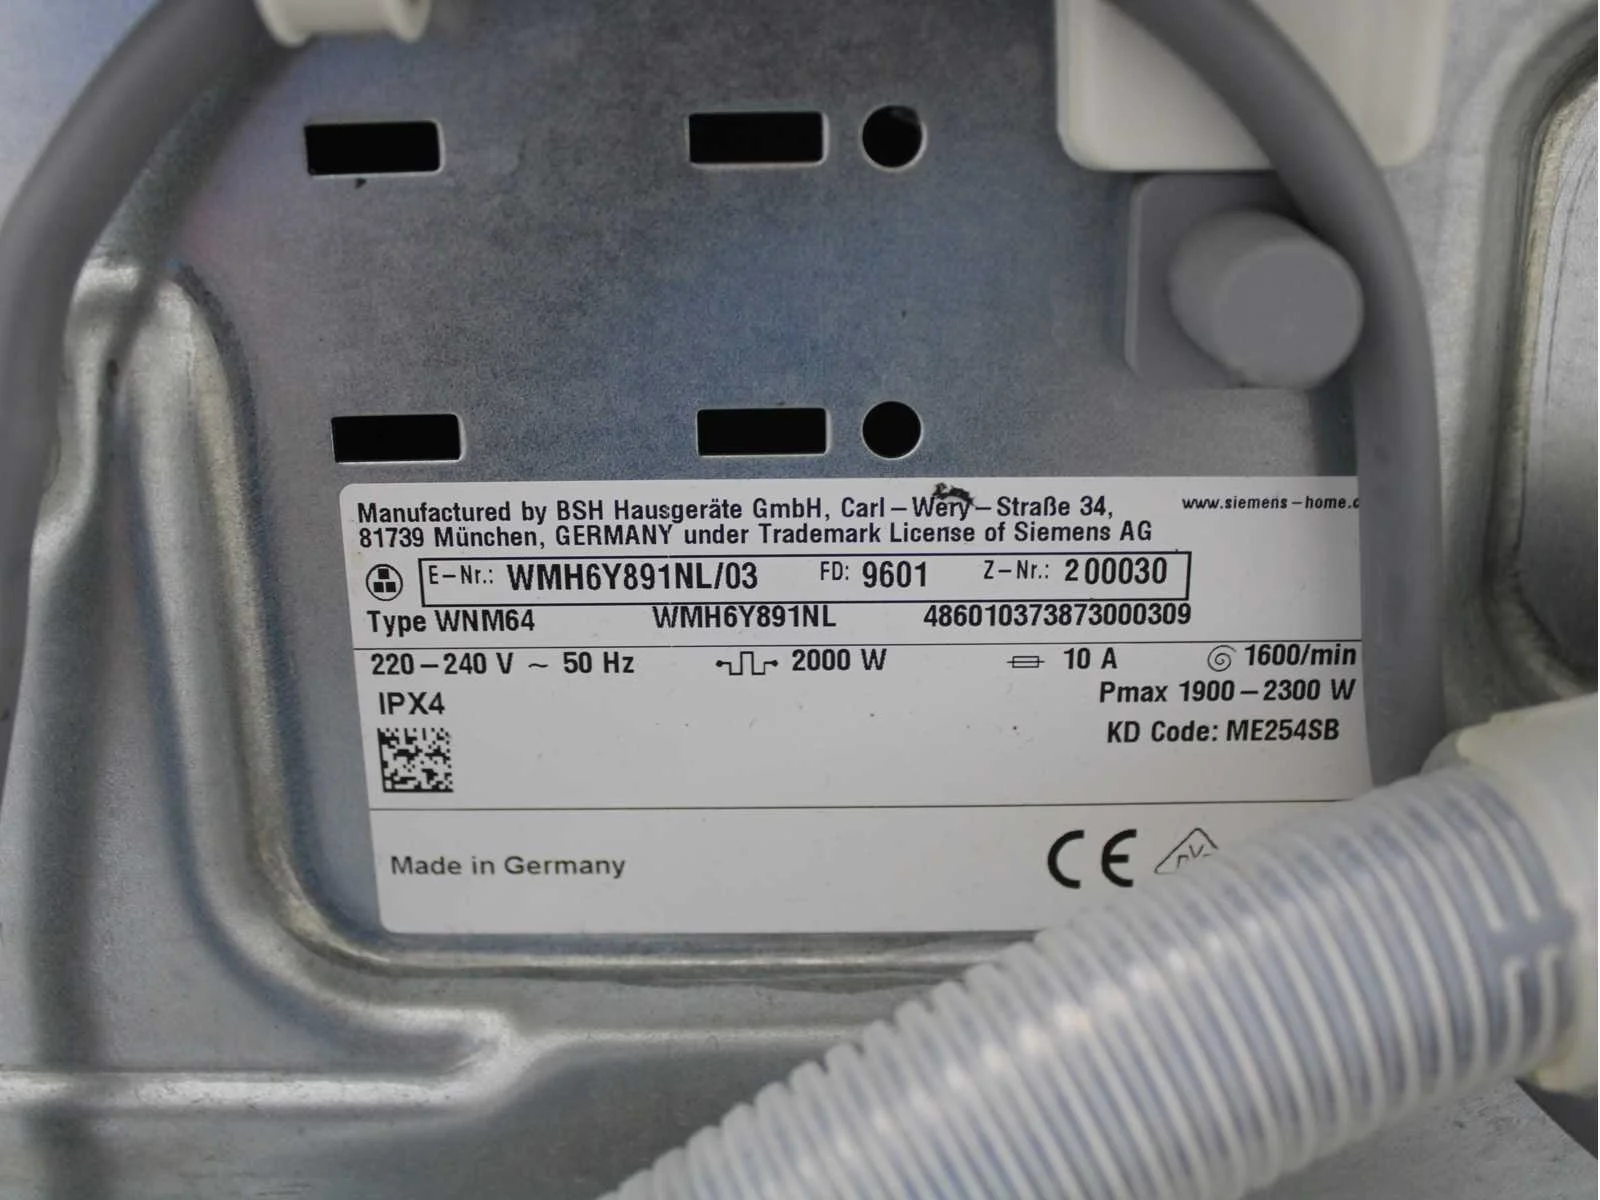 Manufactured by BSH Hausgeräte GmbH, Carl-Wery-Straße 34,
81739 München, GERMANY under Trademark License of Siemens AG
www.siemens-home.c
E-Nr.: WMH6Y891NL/03 FD: 9601 Z-Nr.: 200030
Type WNM64 WMH6Y891NL 486010373873000309
220-240 V ~ 50 Hz 2000 W 10 A 1600/min
IPX4 Pmax 1900-2300 W
KD Code: ME254SB
Made in Germany CE